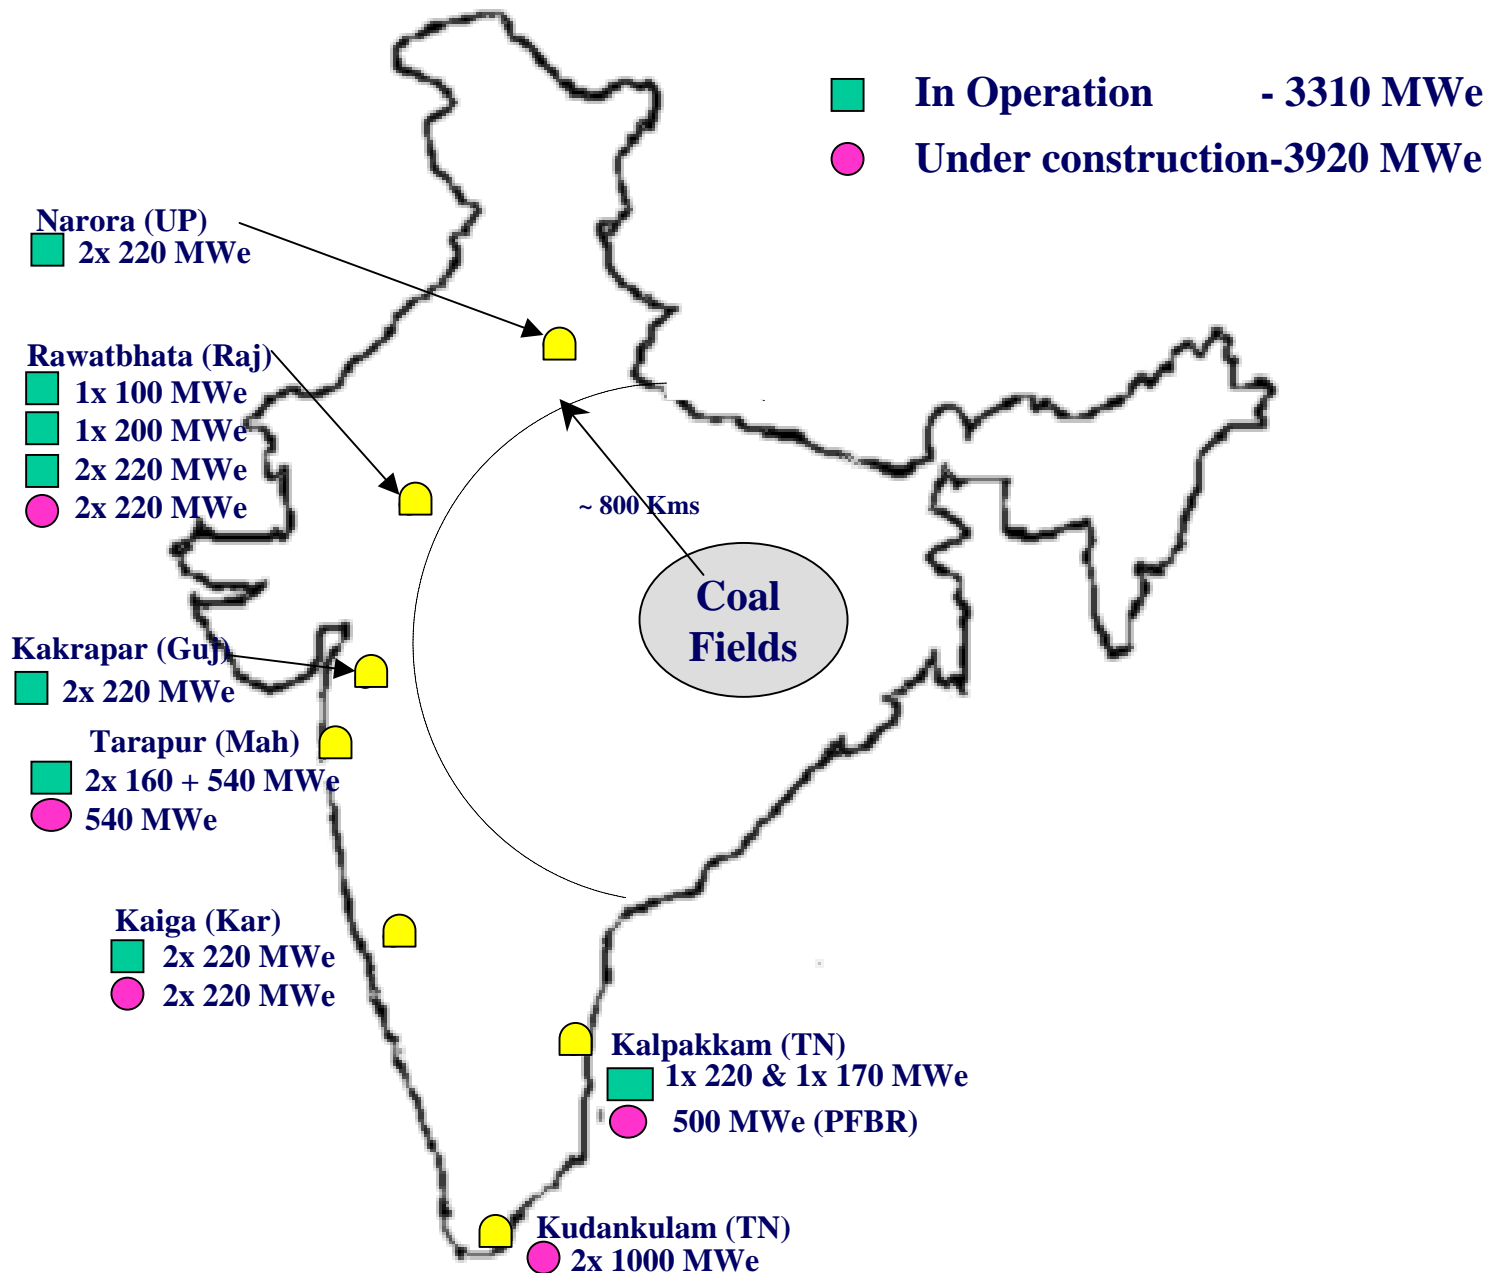 In Operation - 3310 MWe
Under construction-3920 MWe
Narora (UP)
2x 220 MWe
Rawatbhata (Raj)
1x 100 MWe
1x 200 MWe
2x 220 MWe
2x 220 MWe
~ 800 Kms
Coal
Fields
Kakrapar (Guj)
2x 220 MWe
Tarapur (Mah)
2x 160 + 540 MWe
540 MWe
Kaiga (Kar)
2x 220 MWe
2x 220 MWe
Kalpakkam (TN)
1x 220 & 1x 170 MWe
500 MWe (PFBR)
Kudankulam (TN)
2x 1000 MWe